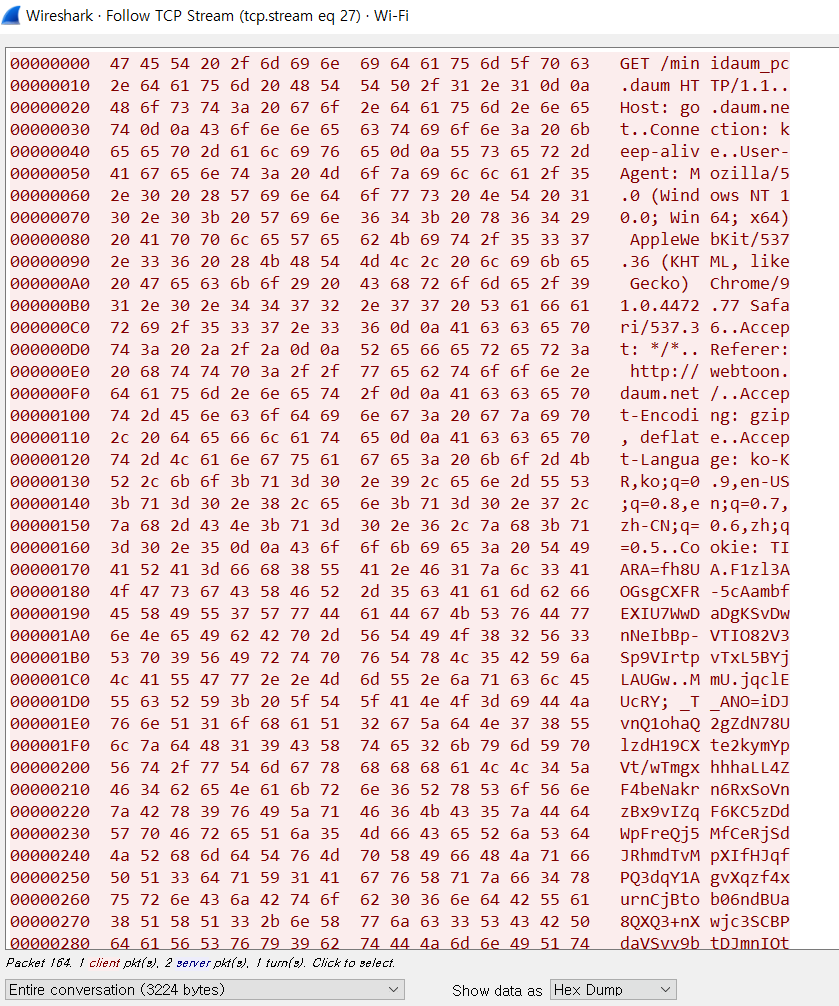 Wireshark · Follow TCP Stream (tcp.stream eq 27) · Wi-Fi
00000000 47 45 54 20 2f 6d 69 6e 69 64 61 75 6d 5f 70 63 GET /min idaum_pc
00000010 2e 64 61 75 6d 20 48 54 54 50 2f 31 2e 31 0d 0a .daum HT TP/1.1..
00000020 48 6f 73 74 3a 20 67 6f 2e 64 61 75 6d 2e 6e 65 Host: go .daum.ne
00000030 74 0d 0a 43 6f 6e 6e 65 63 74 69 6f 6e 3a 20 6b t..Conne ction: k
00000040 65 65 70 2d 61 6c 69 76 65 0d 0a 55 73 65 72 2d eep-aliv e..User-
00000050 41 67 65 6e 74 3a 20 4d 6f 7a 69 6c 6c 61 2f 35 Agent: M ozilla/5
00000060 2e 30 20 28 57 69 6e 64 6f 77 73 20 4e 54 20 31 .0 (Wind ows NT 1
00000070 30 2e 30 3b 20 57 69 6e 36 34 3b 20 78 36 34 29 0.0; Win 64; x64)
00000080 20 41 70 70 6c 65 57 65 62 4b 69 74 2f 35 33 37 AppleWe bKit/537
00000090 2e 33 36 20 28 4b 48 54 4d 4c 2c 20 6c 69 6b 65 .36 (KHT ML, like
000000A0 20 47 65 63 6b 6f 29 20 43 68 72 6f 6d 65 2f 39 Gecko) Chrome/9
000000B0 31 2e 30 2e 34 34 37 32 2e 37 37 20 53 61 66 61 1.0.4472 .77 Safa
000000C0 72 69 2f 35 33 37 2e 33 36 0d 0a 41 63 63 65 70 ri/537.3 6..Accep
000000D0 74 3a 20 2a 2f 2a 0d 0a 52 65 66 65 72 65 72 3a t: */*.. Referer:
000000E0 20 68 74 74 70 3a 2f 2f 77 65 62 74 6f 6f 6e 2e http:// webtoon.
000000F0 64 61 75 6d 2e 6e 65 74 2f 0d 0a 41 63 63 65 70 daum.net /..Accep
00000100 74 2d 45 6e 63 6f 64 69 6e 67 3a 20 67 7a 69 70 t-Encodi ng: gzip
00000110 2c 20 64 65 66 6c 61 74 65 0d 0a 41 63 63 65 70 , deflat e..Accep
00000120 74 2d 4c 61 6e 67 75 61 67 65 3a 20 6b 6f 2d 4b t-Langua ge: ko-K
00000130 52 2c 6b 6f 3b 71 3d 30 2e 39 2c 65 6e 2d 55 53 R,ko;q=0 .9,en-US
00000140 3b 71 3d 30 2e 38 2c 65 6e 3b 71 3d 30 2e 37 2c ;q=0.8,e n;q=0.7,
00000150 7a 68 2d 43 4e 3b 71 3d 30 2e 36 2c 7a 68 3b 71 zh-CN;q= 0.6,zh;q
00000160 3d 30 2e 35 0d 0a 43 6f 6f 6b 69 65 3a 20 54 49 =0.5..Co okie: TI
00000170 41 52 41 3d 66 68 38 55 41 2e 46 31 7a 6c 33 41 ARA=fh8U A.F1zl3A
00000180 4f 47 73 67 43 58 46 52 2d 35 63 41 61 6d 62 66 OGsgCXFR -5cAambf
00000190 45 58 49 55 37 57 77 44 61 44 67 4b 53 76 44 77 EXIU7WwD aDgKSvDw
000001A0 6e 4e 65 49 62 42 70 2d 56 54 49 4f 38 32 56 33 nNeIbBp- VTIO82V3
000001B0 53 70 39 56 49 72 74 70 76 54 78 4c 35 42 59 6a Sp9VIrtp vTxL5BYj
000001C0 4c 41 55 47 77 2e 2e 4d 6d 55 2e 6a 71 63 6c 45 LAUGw..M mU.jqclE
000001D0 55 63 52 59 3b 20 5f 54 5f 41 4e 4f 3d 69 44 4a UcRY; _T _ANO=iDJ
000001E0 76 6e 51 31 6f 68 61 51 32 67 5a 64 4e 37 38 55 vnQ1ohaQ 2gZdN78U
000001F0 6c 7a 64 48 31 39 43 58 74 65 32 6b 79 6d 59 70 lzdH19CX te2kymYp
00000200 56 74 2f 77 54 6d 67 78 68 68 68 61 4c 4c 34 5a Vt/wTmgx hhhaLL4Z
00000210 46 34 62 65 4e 61 6b 72 6e 36 52 78 53 6f 56 6e F4beNakr n6RxSoVn
00000220 7a 42 78 39 76 49 5a 71 46 36 4b 43 35 7a 44 64 zBx9vIZq F6KC5zDd
00000230 57 70 46 72 65 51 6a 35 4d 66 43 65 52 6a 53 64 WpFreQj5 MfCeRjSd
00000240 4a 52 68 6d 64 54 76 4d 70 58 49 66 48 4a 71 66 JRhmdTvM pXIfHJqf
00000250 50 51 33 64 71 59 31 41 67 76 58 71 7a 66 34 78 PQ3dqY1A gvXqzf4x
00000260 75 72 6e 43 6a 42 74 6f 62 30 36 6e 64 42 55 61 urnCjBto b06ndBUa
00000270 38 51 58 51 33 2b 6e 58 77 6a 63 33 53 43 42 50 8QXQ3+nX wjc3SCBP
00000280 64 61 56 53 76 79 39 62 74 44 4a 6d 6e 49 51 74 daVSvy9b tDJmnIQt
Packet 164. 1 client pkt(s), 2 server pkt(s), 1 turn(s). Click to select.
Entire conversation (3224 bytes) Show data as Hex Dump